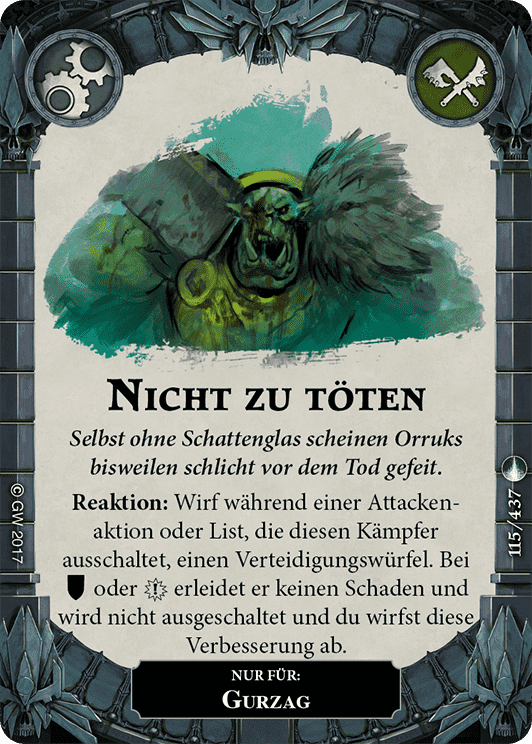 Nicht zu töten
Selbst ohne Schattenglas scheinen Orruks
bisweilen schlicht vor dem Tod gefeit.
Reaktion: Wirf während einer Attacken-
aktion oder List, die diesen Kämpfer
ausschaltet, einen Verteidigungswürfel. Bei
oder erleidet er keinen Schaden und
wird nicht ausgeschaltet und du wirfst diese
Verbesserung ab.
NUR FÜR:
Gurzag
© GW 2017
115/437